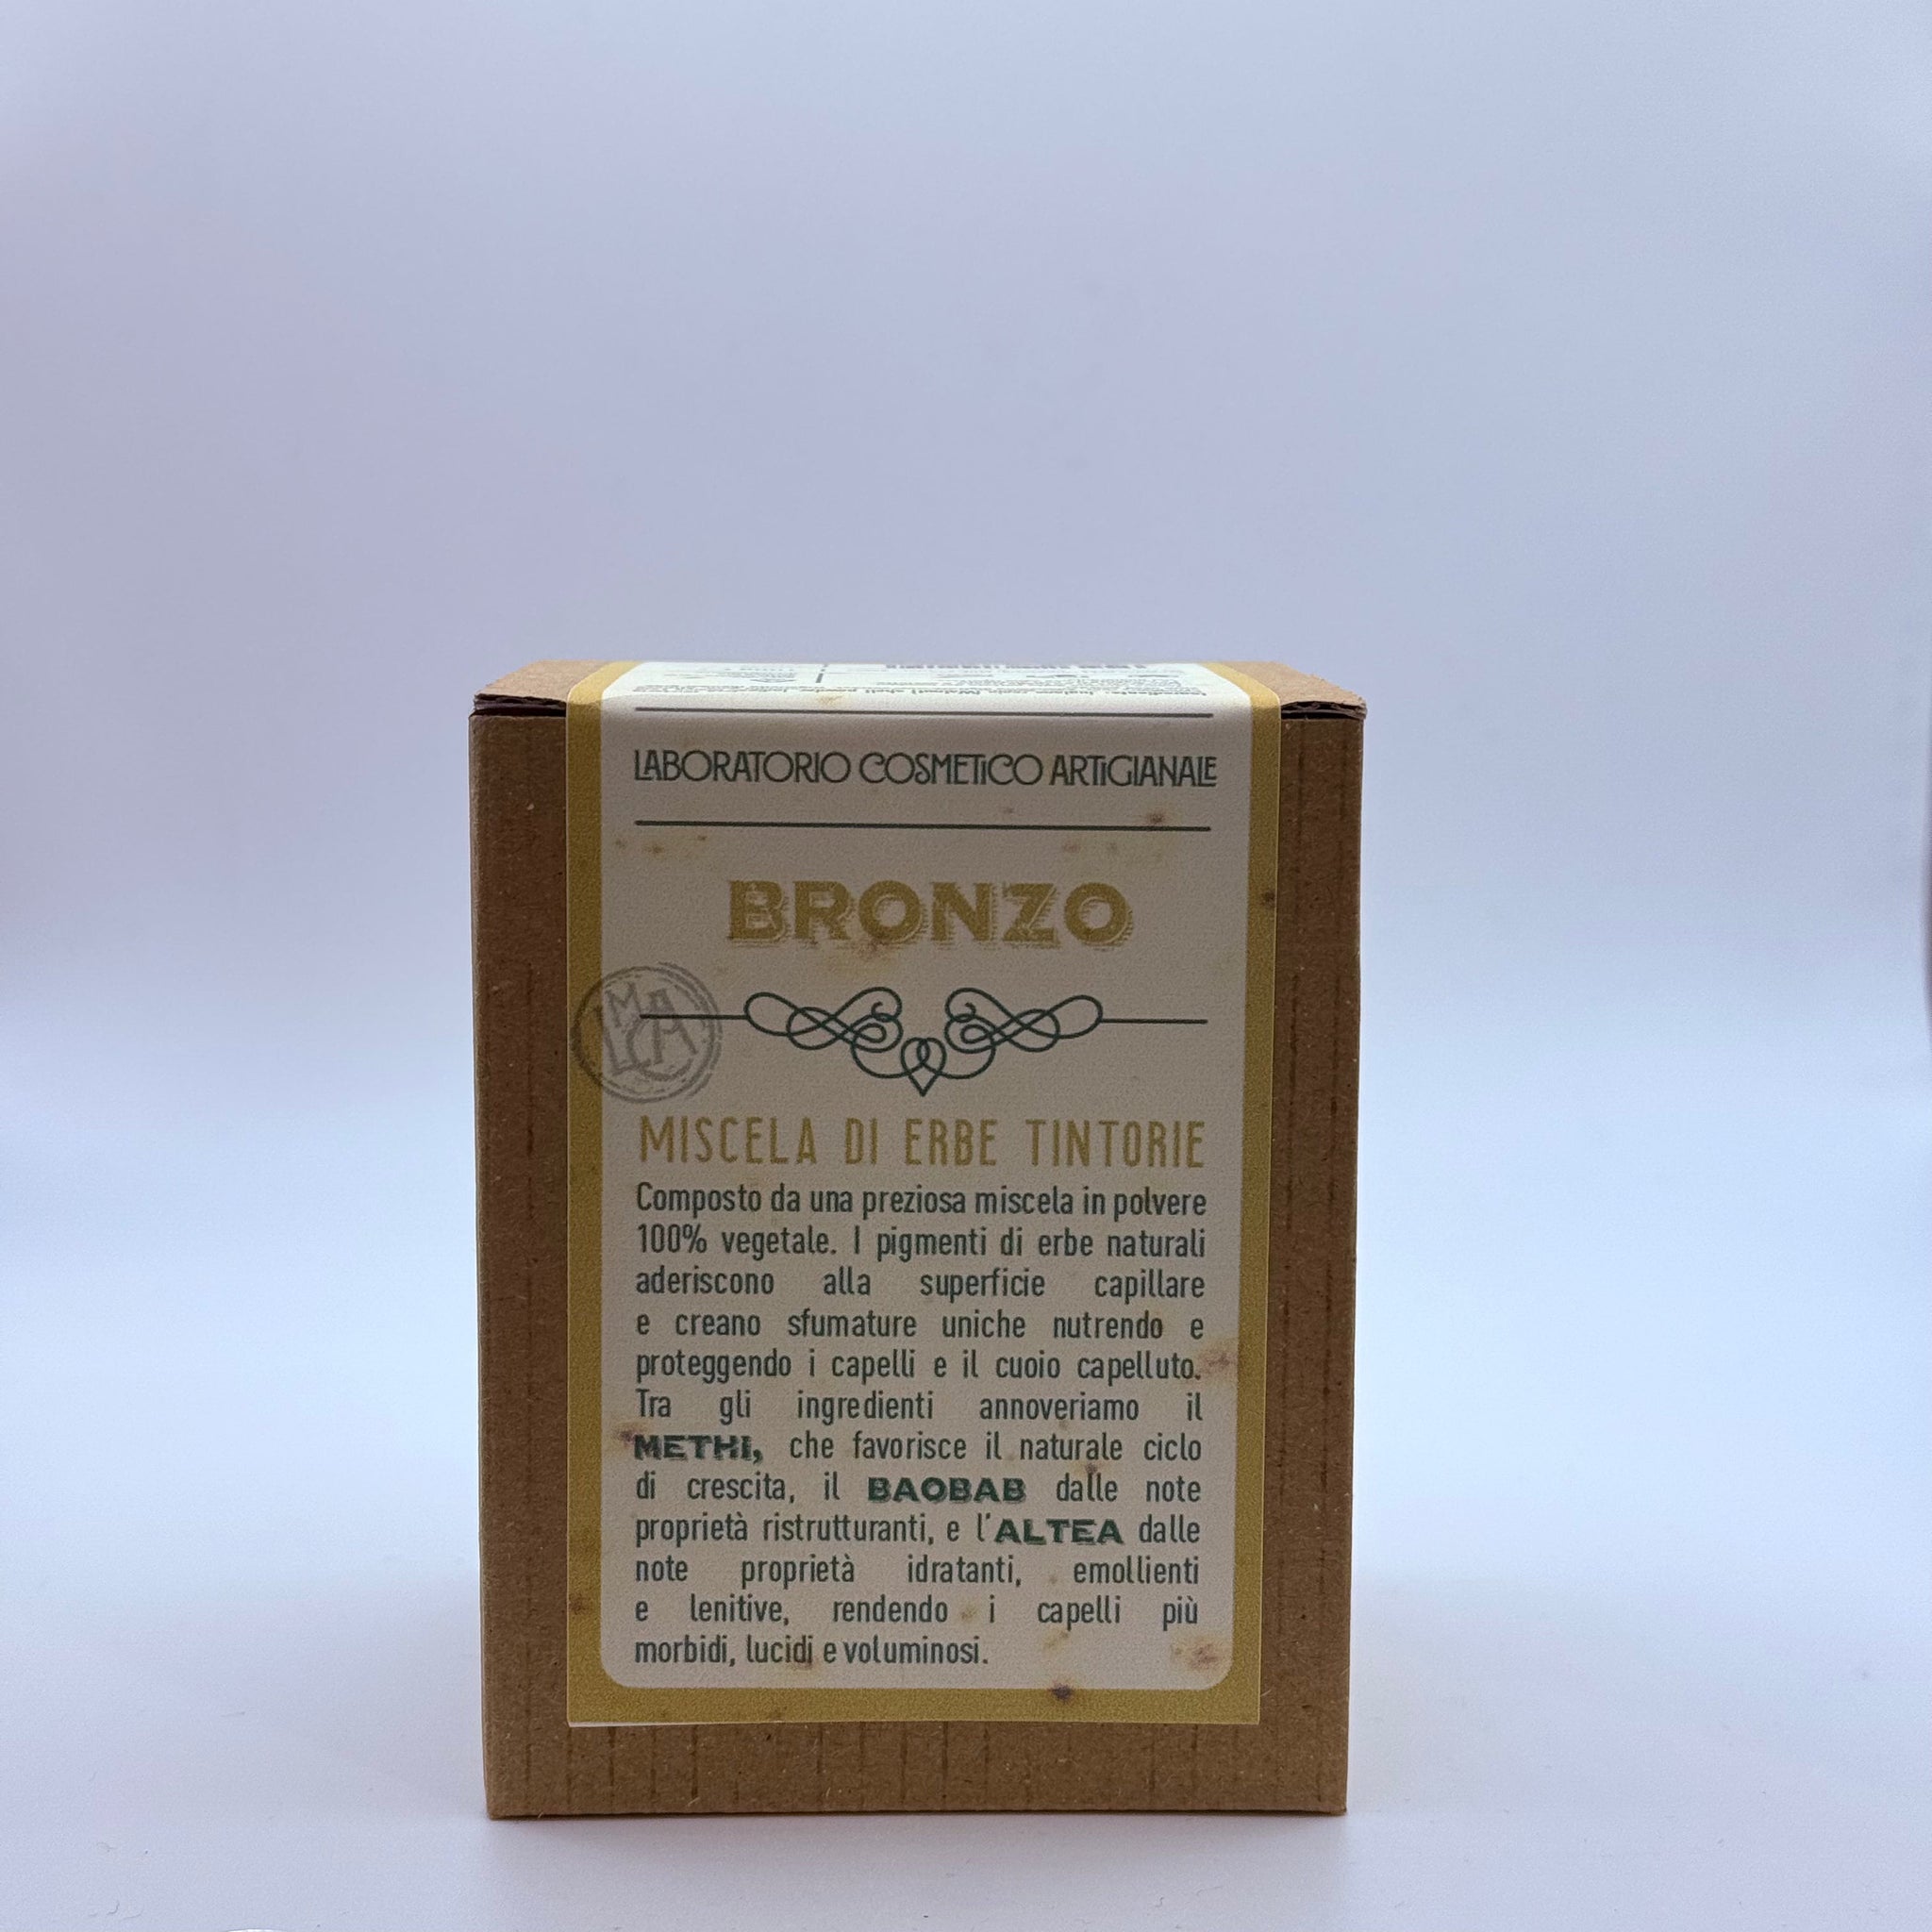 LABORATORIO COSMETICO ARTIGIANALE
BRONZO
MACAL
MISCELA DI ERBE TINTORIE
Composto da una preziosa miscela in polvere
100% vegetale. I pigmenti di erbe naturali
aderiscono alla superficie capillare
e creano sfumature uniche nutrendo e
proteggendo i capelli e il cuoio capelluto.
Tra gli ingredienti annoveriamo il
METHI, che favorisce il naturale ciclo
di crescita, il BAOBAB dalle note
proprietà ristrutturanti, e l'ALTEA dalle
note proprietà idratanti, emollienti
e lenitive, rendendo i capelli più
morbidi, lucidi e voluminosi.